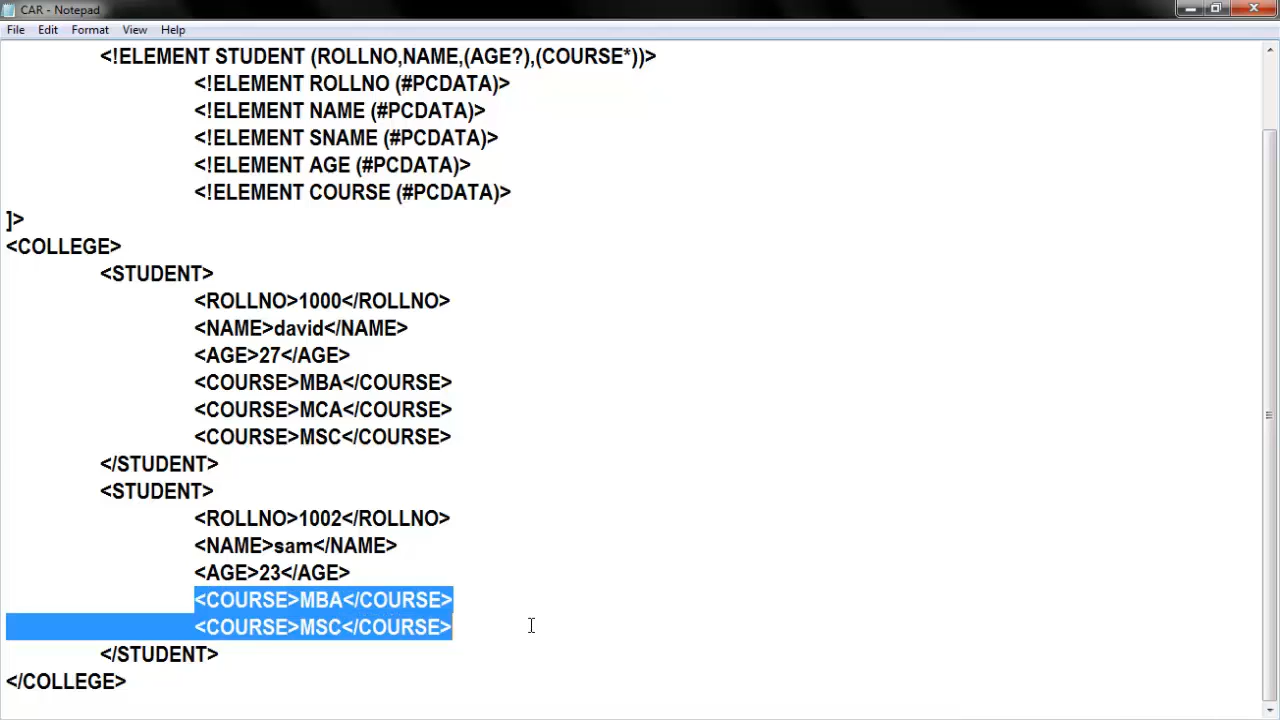 CAR - Notepad
File Edit Format View Help
<!ELEMENT STUDENT (ROLLNO,NAME,(AGE?),(COURSE*))>
<!ELEMENT ROLLNO (#PCDATA)>
<!ELEMENT NAME (#PCDATA)>
<!ELEMENT SNAME (#PCDATA)>
<!ELEMENT AGE (#PCDATA)>
<!ELEMENT COURSE (#PCDATA)>
]>
<COLLEGE>
<STUDENT>
<ROLLNO>1000</ROLLNO>
<NAME>david</NAME>
<AGE>27</AGE>
<COURSE>MBA</COURSE>
<COURSE>MCA</COURSE>
<COURSE>MSC</COURSE>
</STUDENT>
<STUDENT>
<ROLLNO>1002</ROLLNO>
<NAME>sam</NAME>
<AGE>23</AGE>
<COURSE>MBA</COURSE>
<COURSE>MSC</COURSE>
</STUDENT>
</COLLEGE>